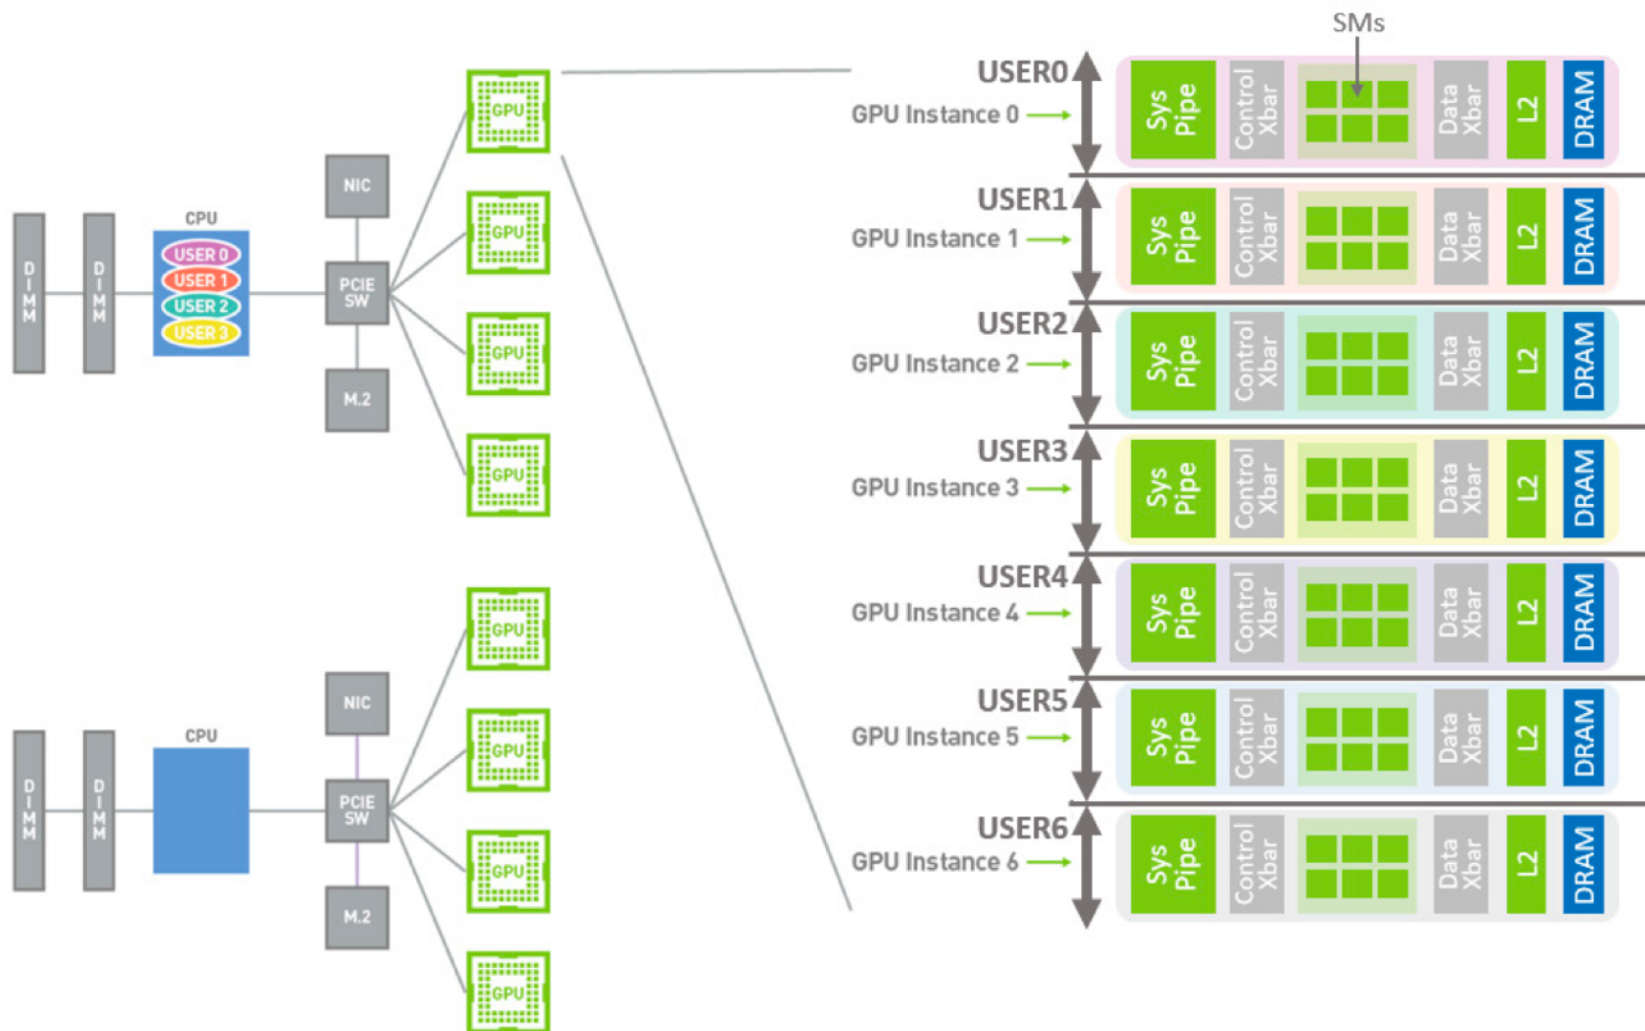 SMs
GPU
NIC
CPU
USER 0
USER 1
USER 2
USER 3
DIMM
DIMM
PCIE
SW
GPU
M.2
GPU
GPU
NIC
CPU
DIMM
DIMM
PCIE
SW
M.2
GPU
GPU
GPU
GPU
USER0
GPU Instance 0
Sys
Pipe
Control
Xbar
Data
Xbar
L2
DRAM
USER1
GPU Instance 1
Sys
Pipe
Control
Xbar
Data
Xbar
L2
DRAM
USER2
GPU Instance 2
Sys
Pipe
Control
Xbar
Data
Xbar
L2
DRAM
USER3
GPU Instance 3
Sys
Pipe
Control
Xbar
Data
Xbar
L2
DRAM
USER4
GPU Instance 4
Sys
Pipe
Control
Xbar
Data
Xbar
L2
DRAM
USER5
GPU Instance 5
Sys
Pipe
Control
Xbar
Data
Xbar
L2
DRAM
USER6
GPU Instance 6
Sys
Pipe
Control
Xbar
Data
Xbar
L2
DRAM